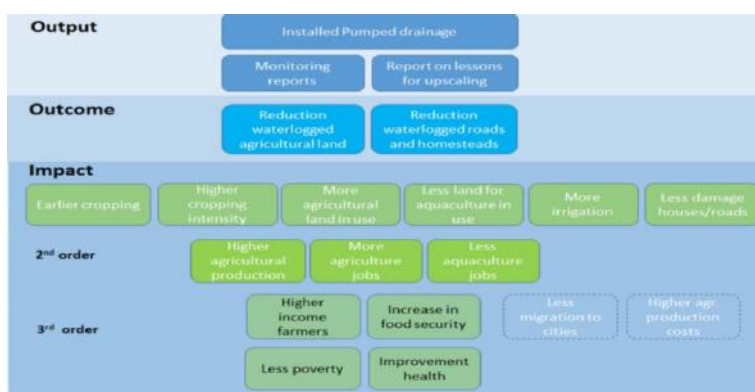 Output
Installed Pumped drainage
Monitoring
reports
Report on lessons
for upscaling
Outcome
Reduction
waterlogged
agricultural land
Reduction
waterlogged roads
and homesteads
Impact
Earlier cropping
Higher
cropping
intensity
More
agricultural
land in use
Less land for
aquaculture in
use
More
irrigation
Less damage
houses/roads
2nd order
Higher
agricultural
production
More
agriculture
jobs
Less
aquaculture
jobs
3rd order
Higher
income
farmers
Increase in
food security
Less
migration to
cities
Higher agr.
production
costs
Less poverty
Improvement
health